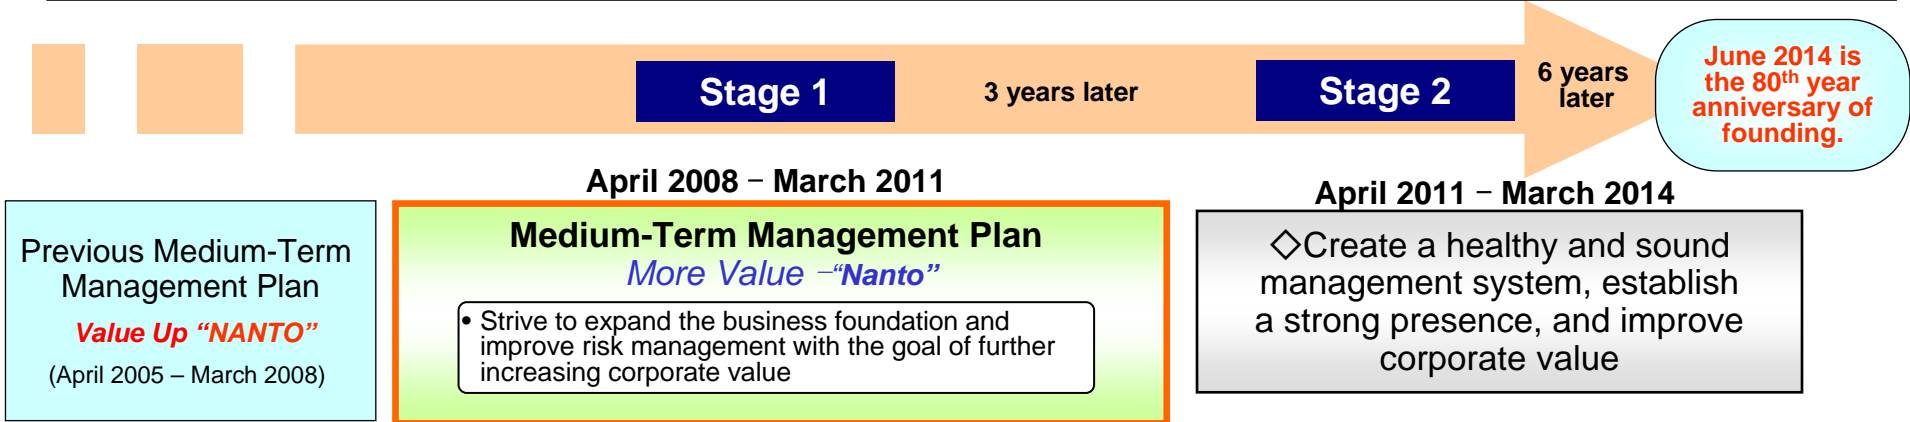 Stage 1
3 years later
Stage 2
6 years
later
June 2014 is
the 80th year
anniversary of
founding.
April 2008 – March 2011
April 2011 – March 2014
Previous Medium-Term
Management Plan
Value Up “NANTO”
(April 2005 – March 2008)
Medium-Term Management Plan
More Value –“Nanto”
• Strive to expand the business foundation and
improve risk management with the goal of further
increasing corporate value
◇Create a healthy and sound
management system, establish
a strong presence, and improve
corporate value